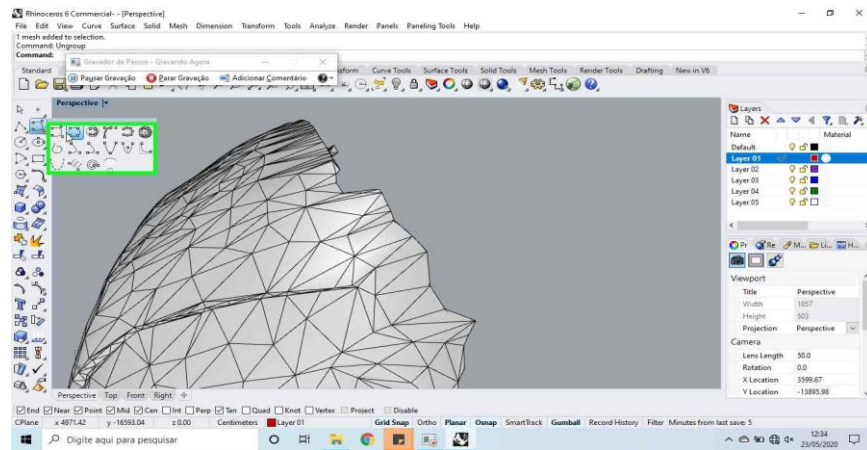 Rhinoceros 6 Commercial- - [Perspective]
File Edit View Curve Surface Solid Mesh Dimension Transform Tools Analyze Render Panels Paneling Tools Help
1 mesh added to selection.
Command: Ungroup
Command:
Gravador de Passos - Gravando Agora
Pausar Gravação Parar Gravação Adicionar Comentário
Standard Curve Tools Surface Tools Solid Tools Mesh Tools Render Tools Drafting New in V6
Perspective
Layers
Name Material
Default
Layer 01
Layer 02
Layer 03
Layer 04
Layer 05
Pr Re M... Li... H...
Viewport
Title Perspective
Width 1057
Height 503
Projection Perspective
Camera
Lens Length 50.0
Rotation 0.0
X Location 3599.67
Y Location -13895.98
Perspective Top Front Right
End Near Point Mid Cen Int Perp Tan Quad Knot Vertex Project Disable
CPlane x 4971.42 y -16593.04 z 0.00 Centimeters Layer 01 Grid Snap Ortho Planar Osnap SmartTrack Gumball Record History Filter Minutes from last save: 5
Digite aqui para pesquisar
12:34
23/05/2020